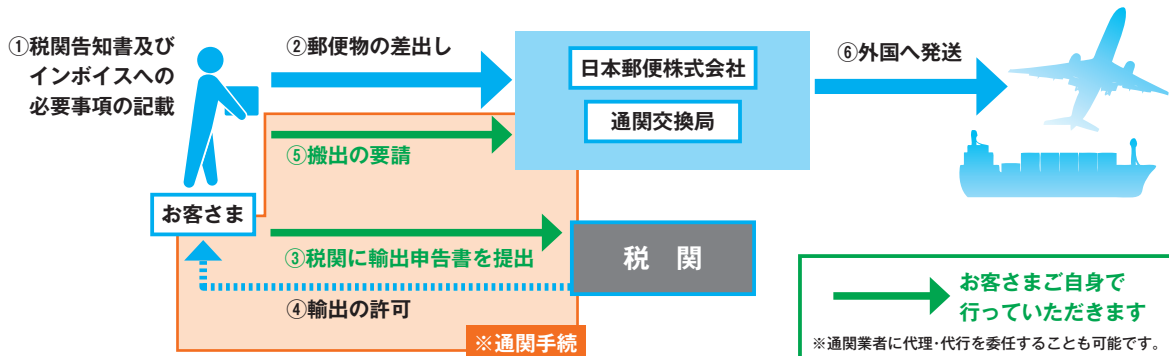 ①税関告知書及び
インボイスへの
必要事項の記載
②郵便物の差出し
日本郵便株式会社
通関交換局
⑥外国へ発送
⑤搬出の要請
お客さま
③税関に輸出申告書を提出
税 関
④輸出の許可
※通関手続
お客さまご自身で
行っていただきます
※通関業者に代理・代行を委任することも可能です。